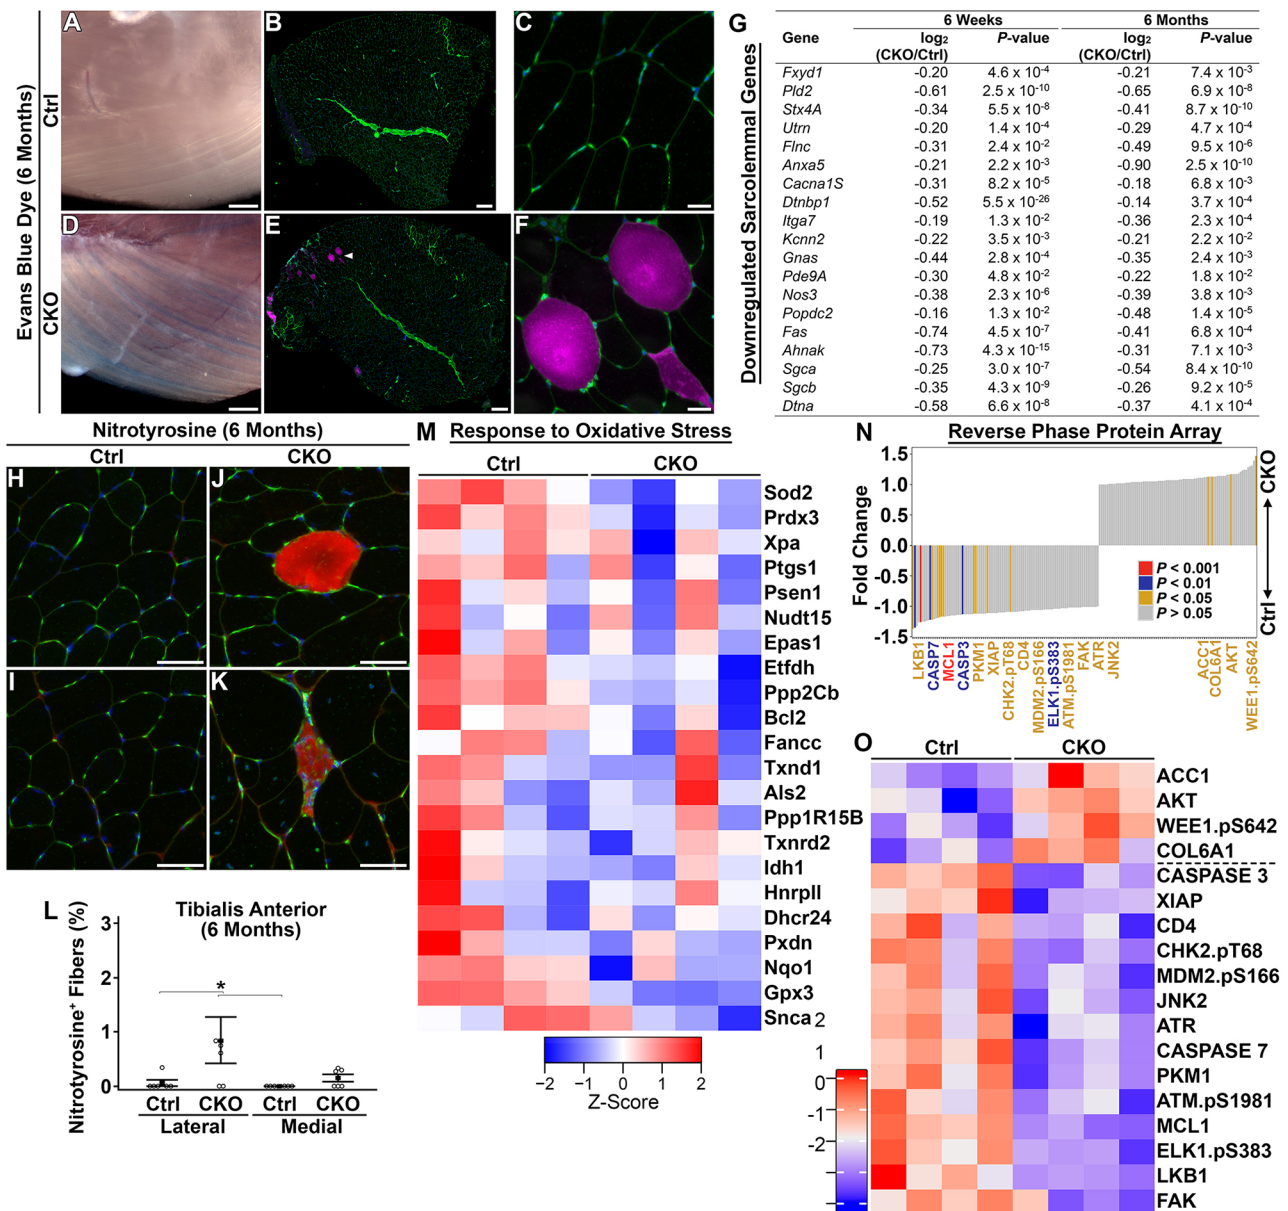 A
B
C
D
E
F
Evans Blue Dye (6 Months)
Ctrl
CKO
G
Downregulated Sarcolemmal Genes
6 Weeks 6 Months
Gene log2 (CKO/Ctrl) P-value log2 (CKO/Ctrl) P-value
Fxyd1 -0.20 4.6 x 10-4 -0.21 7.4 x 10-3
Pld2 -0.61 2.5 x 10-10 -0.65 6.9 x 10-8
Stx4A -0.34 5.5 x 10-8 -0.41 8.7 x 10-10
Utrn -0.20 1.4 x 10-4 -0.29 4.7 x 10-4
Flnc -0.31 2.4 x 10-2 -0.49 9.5 x 10-6
Anxa5 -0.21 2.2 x 10-3 -0.90 2.5 x 10-10
Cacna1S -0.31 8.2 x 10-5 -0.18 6.8 x 10-3
Dtnbp1 -0.52 5.5 x 10-26 -0.14 3.7 x 10-4
Itga7 -0.19 1.3 x 10-2 -0.36 2.3 x 10-4
Kcnn2 -0.22 3.5 x 10-3 -0.21 2.2 x 10-2
Gnas -0.44 2.8 x 10-4 -0.35 2.4 x 10-3
Pde9A -0.30 4.8 x 10-2 -0.22 1.8 x 10-2
Nos3 -0.38 2.3 x 10-6 -0.39 3.8 x 10-3
Popdc2 -0.16 1.3 x 10-2 -0.48 1.4 x 10-5
Fas -0.74 4.5 x 10-7 -0.41 6.8 x 10-4
Ahnak -0.73 4.3 x 10-15 -0.31 7.1 x 10-3
Sgca -0.25 3.0 x 10-7 -0.54 8.4 x 10-10
Sgcb -0.35 4.3 x 10-9 -0.26 9.2 x 10-5
Dtna -0.58 6.6 x 10-8 -0.37 4.1 x 10-4
Nitrotyrosine (6 Months)
Ctrl CKO
H
J
I
K
L
Tibialis Anterior
(6 Months)
Nitrotyrosine+ Fibers (%)
3
2
1
0
*
Ctrl CKO Ctrl CKO
Lateral Medial
M Response to Oxidative Stress
Ctrl CKO
Sod2
Prdx3
Xpa
Ptgs1
Psen1
Nudt15
Epas1
Etfdh
Ppp2Cb
Bcl2
Fancc
Txnd1
Als2
Ppp1R15B
Txnrd2
Idh1
Hnrpll
Dhcr24
Pxdn
Nqo1
Gpx3
Snca
−2 −1 0 1 2
Z-Score
N Reverse Phase Protein Array
Fold Change
1.5
1.0
0.5
0.0
-0.5
-1.0
-1.5
P < 0.001
P < 0.01
P < 0.05
P > 0.05
CKO
Ctrl
LKB1
CASP7
MCL1
CASP3
PKM1
XIAP
CHK2.pT68
CD4
MDM2.pS166
ELK1.pS383
ATM.pS1981
FAK
ATR
JNK2
ACC1
COL6A1
AKT
WEE1.pS642
O
Ctrl CKO
ACC1
AKT
WEE1.pS642
COL6A1
CASPASE 3
XIAP
CD4
CHK2.pT68
MDM2.pS166
JNK2
ATR
CASPASE 7
PKM1
ATM.pS1981
MCL1
ELK1.pS383
LKB1
FAK
2
1
0
-1
-2